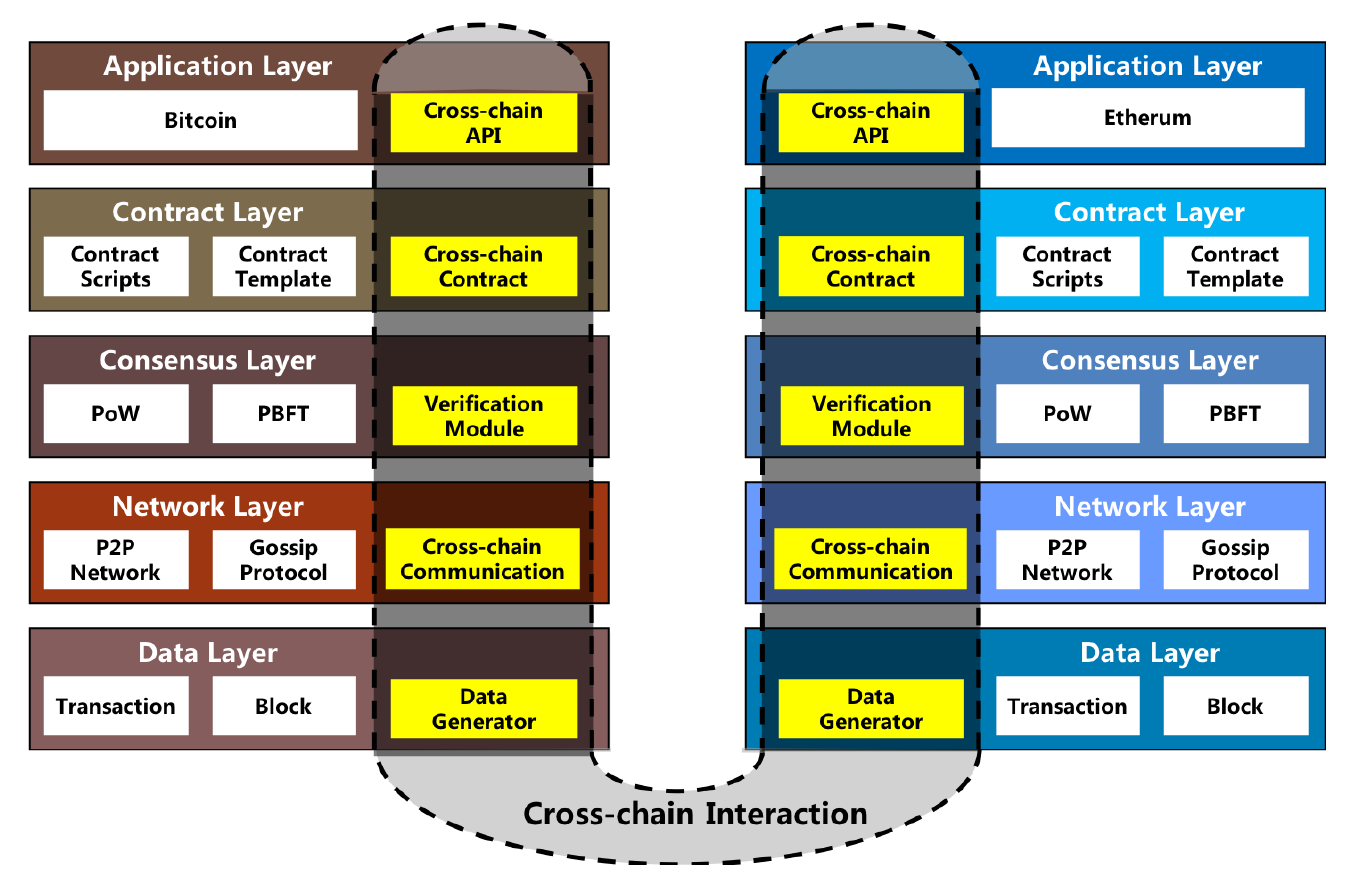 Application Layer
Bitcoin
Cross-chain
API
Contract Layer
Contract
Scripts
Contract
Template
Cross-chain
Contract
Consensus Layer
PoW
PBFT
Verification
Module
Network Layer
P2P
Network
Gossip
Protocol
Cross-chain
Communication
Data Layer
Transaction
Block
Data
Generator
Application Layer
Cross-chain
API
Etherum
Contract Layer
Cross-chain
Contract
Contract
Scripts
Contract
Template
Consensus Layer
Verification
Module
PoW
PBFT
Network Layer
Cross-chain
Communication
P2P
Network
Gossip
Protocol
Data Layer
Data
Generator
Transaction
Block
Cross-chain Interaction